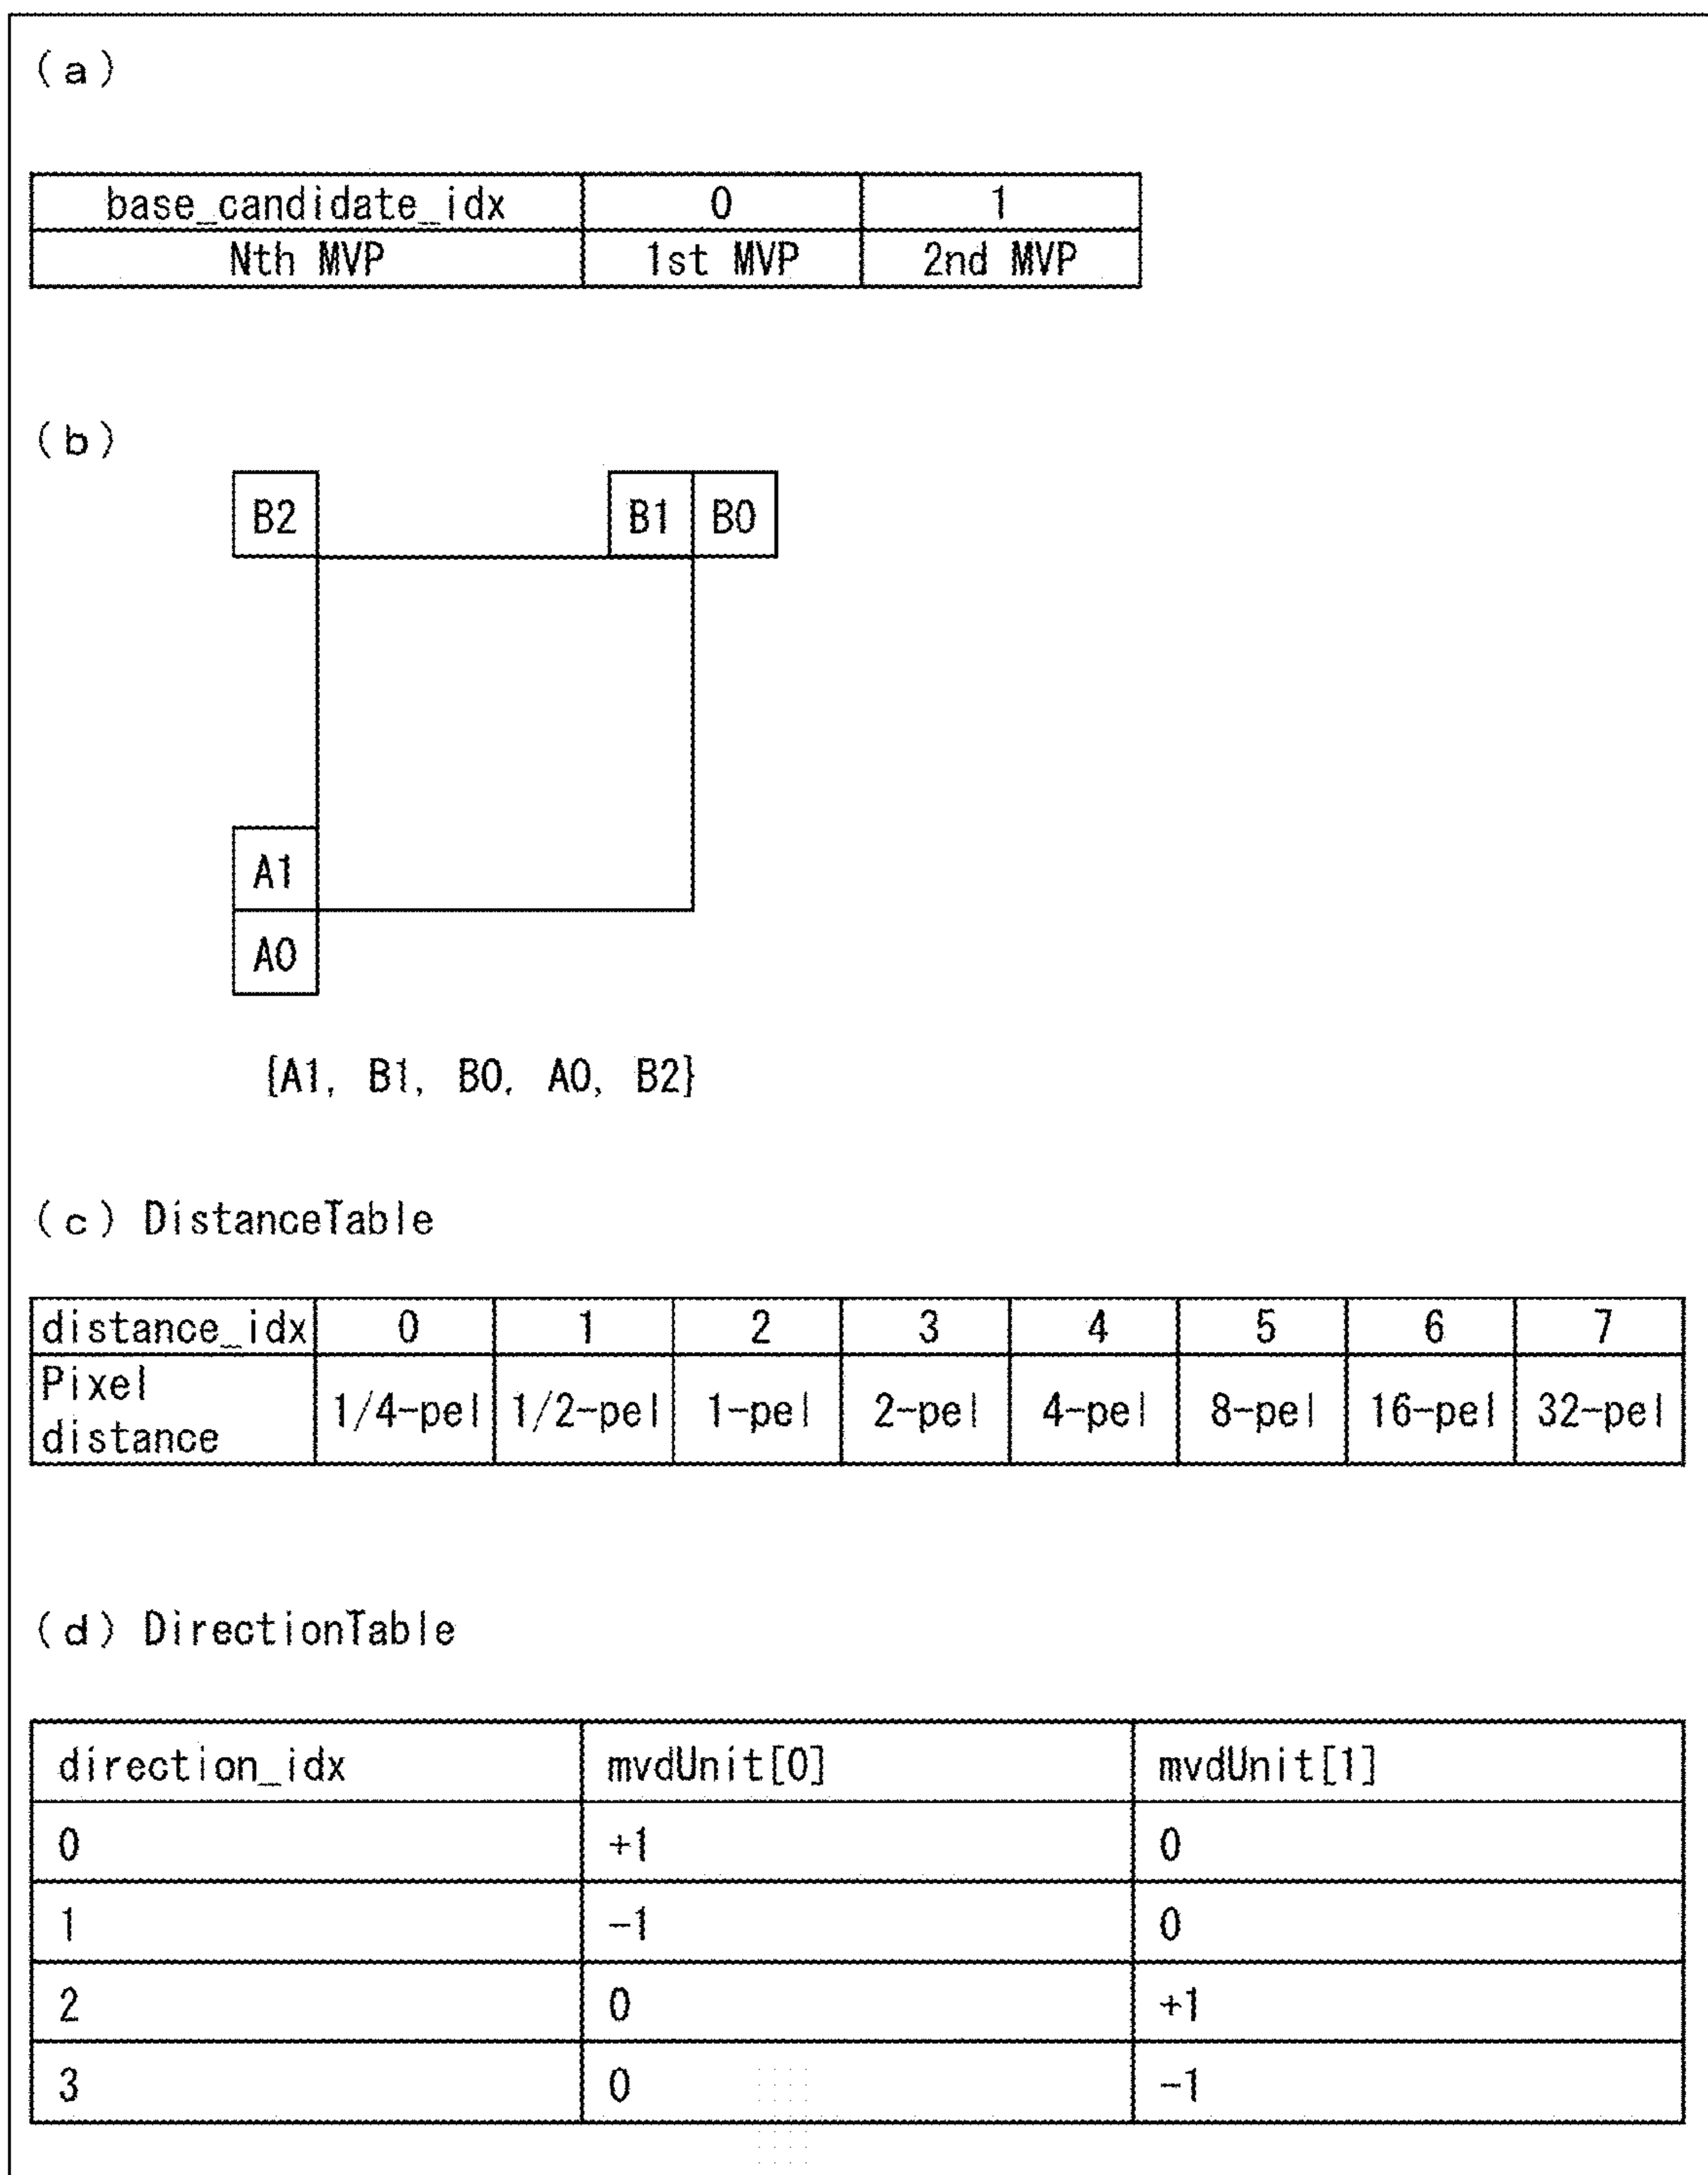 (a)
base_candidate_idx 0 1
Nth MVP 1st MVP 2nd MVP
(b)
B2 B1 B0
A1
A0
{A1, B1, B0, A0, B2}
(c) DistanceTable
distance_idx 0 1 2 3 4 5 6 7
Pixel
distance 1/4-pel 1/2-pel 1-pel 2-pel 4-pel 8-pel 16-pel 32-pel
(d) DirectionTable
direction_idx mvdUnit[0] mvdUnit[1]
0 +1 0
1 -1 0
2 0 +1
3 0 -1